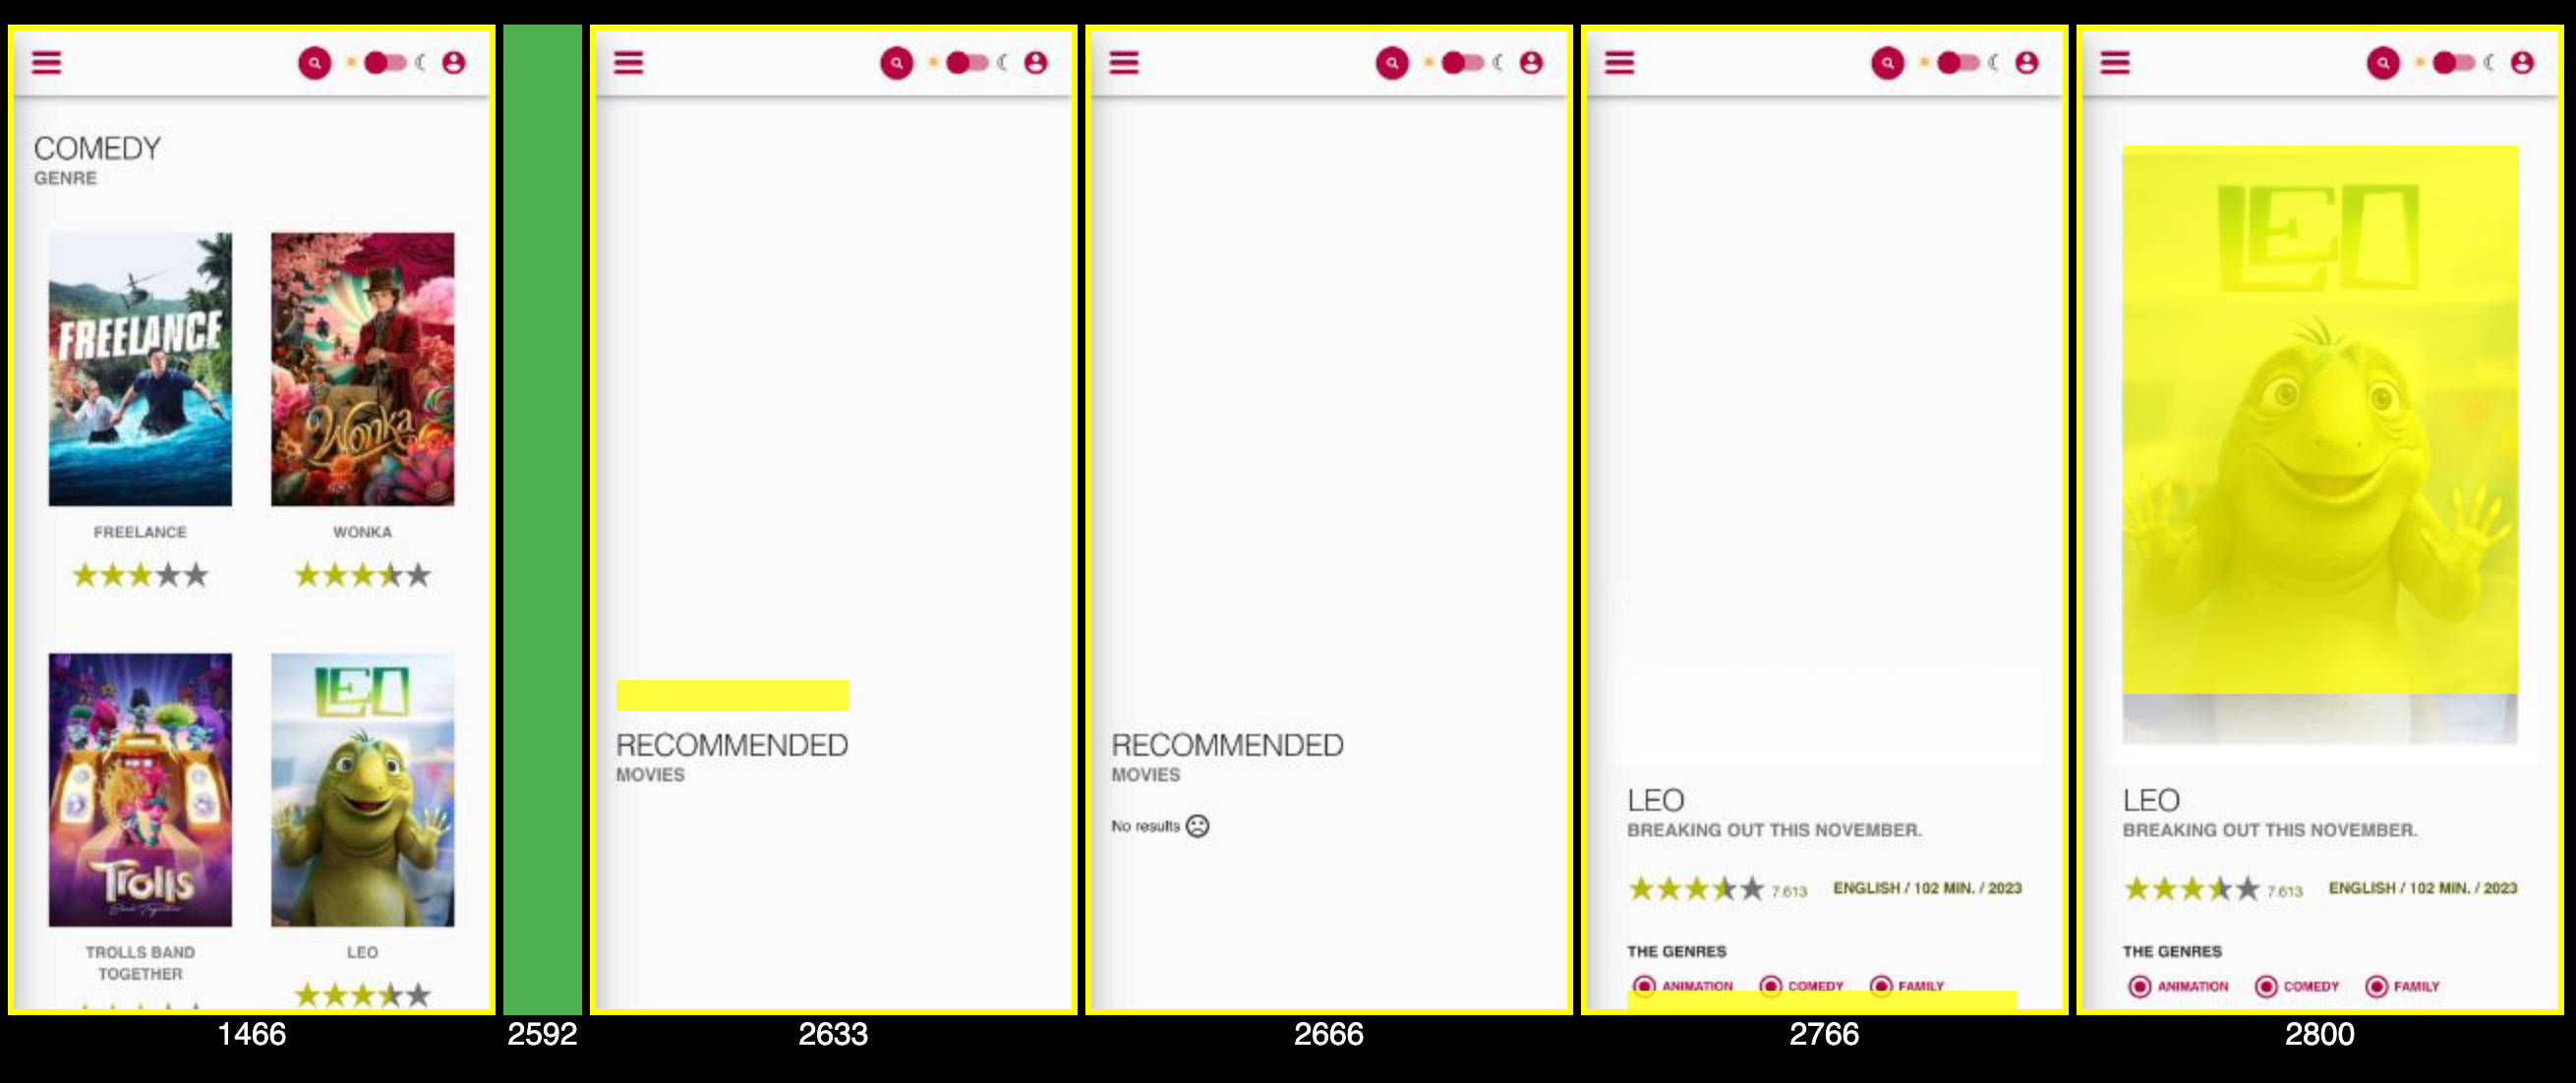 COMEDY
GENRE
FREELANCE
Wonka
FREELANCE
WONKA
LEO
Trolls
Band Together
TROLLS BAND
TOGETHER
LEO
1466
2592
RECOMMENDED
MOVIES
2633
RECOMMENDED
MOVIES
No results
2666
LEO
BREAKING OUT THIS NOVEMBER.
7.613 ENGLISH / 102 MIN. / 2023
THE GENRES
ANIMATION COMEDY FAMILY
2766
LEO
LEO
BREAKING OUT THIS NOVEMBER.
7.613 ENGLISH / 102 MIN. / 2023
THE GENRES
ANIMATION COMEDY FAMILY
2800